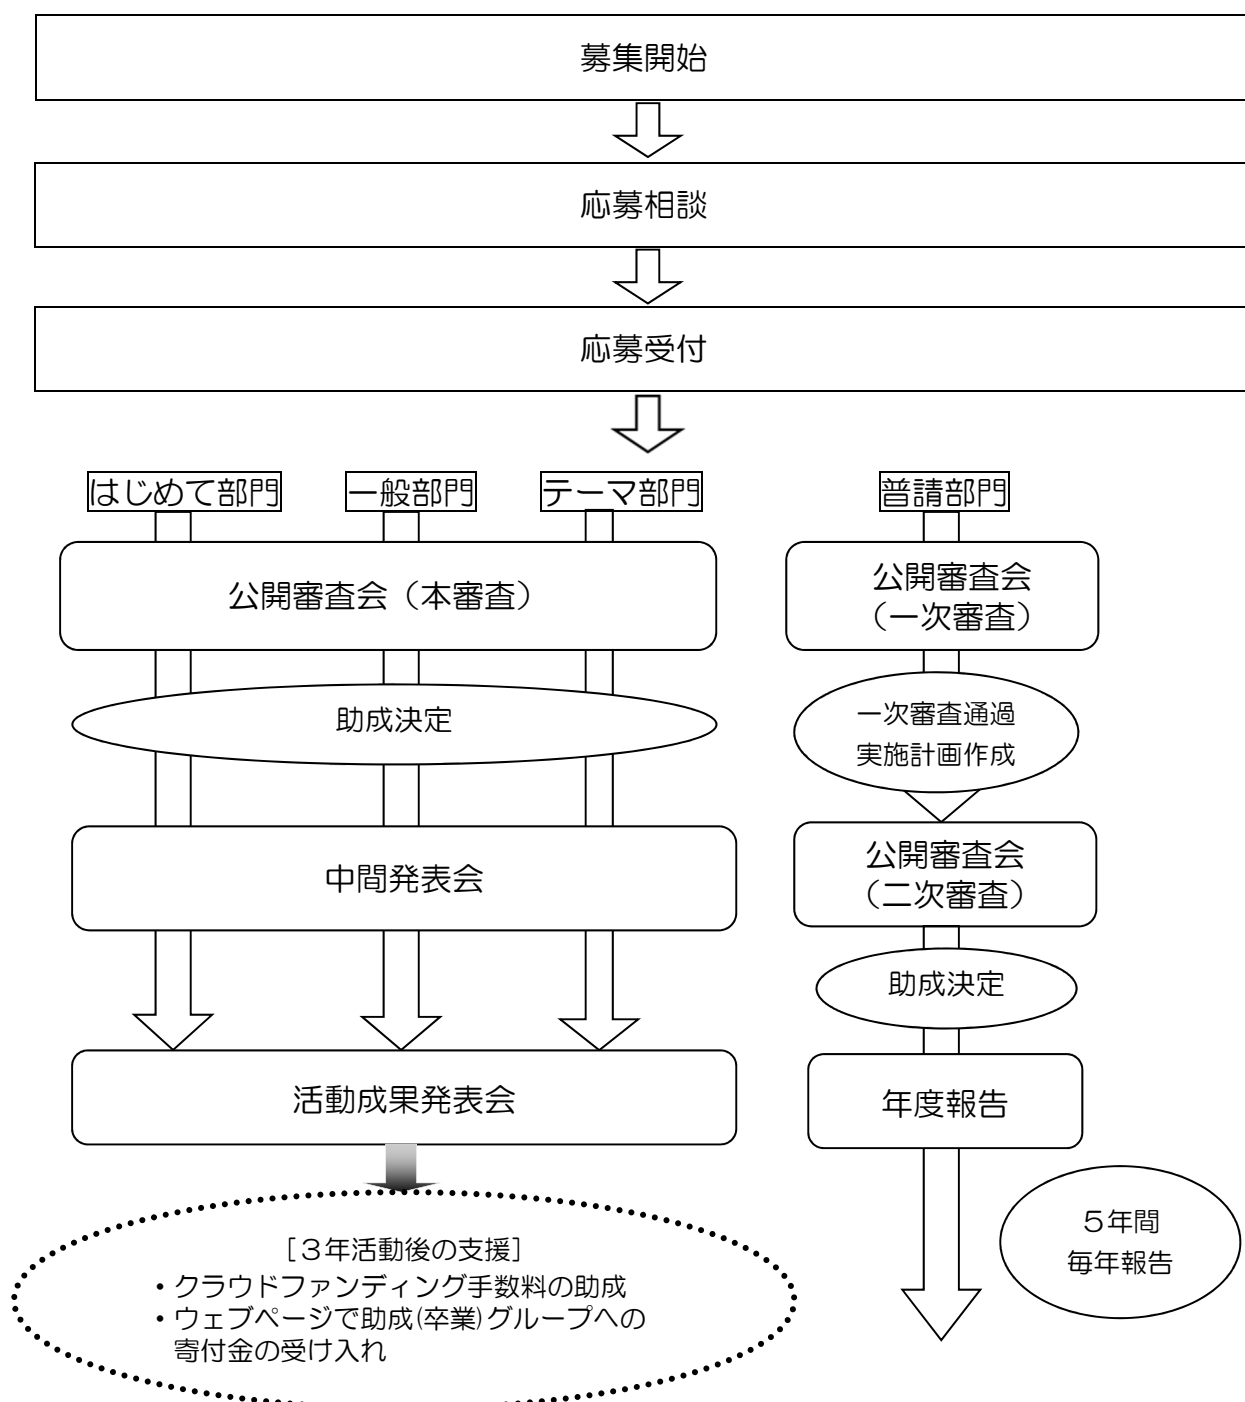 募集開始
応募相談
応募受付
はじめて部門
一般部門
テーマ部門
普請部門
公開審査会（本審査）
公開審査会
（一次審査）
助成決定
一次審査通過
実施計画作成
中間発表会
公開審査会
（二次審査）
助成決定
活動成果発表会
年度報告
［３年活動後の支援］
・クラウドファンディング手数料の助成
・ウェブページで助成(卒業)グループへの
寄付金の受け入れ
５年間
毎年報告